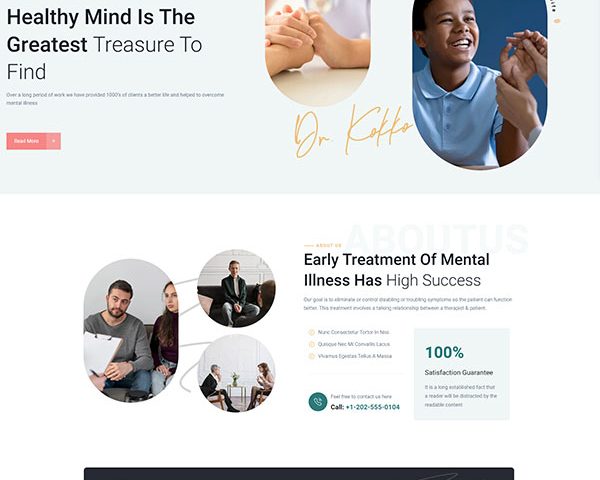 Healthy Mind Is The
Greatest Treasure To
Find
Over a long period of work we have provided 1000's of clients a better life and helped to overcome
mental illness
Read More
Dr. Kokko
ABOUTUS
ABOUT US
Early Treatment Of Mental
Illness Has High Success
Our goal is to eliminate or control disabling or troubling symptoms so the patient can function
better. This treatment involves a talking relationship between a therapist & patient.
Nunc Consectetur Tortor In Nisi
Quisque Nec Mi Convallis Lacus
Vivamus Egestas Tellus A Massa
100%
Satisfaction Guarantee
It is a long established fact that
a reader will be distracted by the
readable content
Feel free to contact us here
Call: +1-202-555-0104